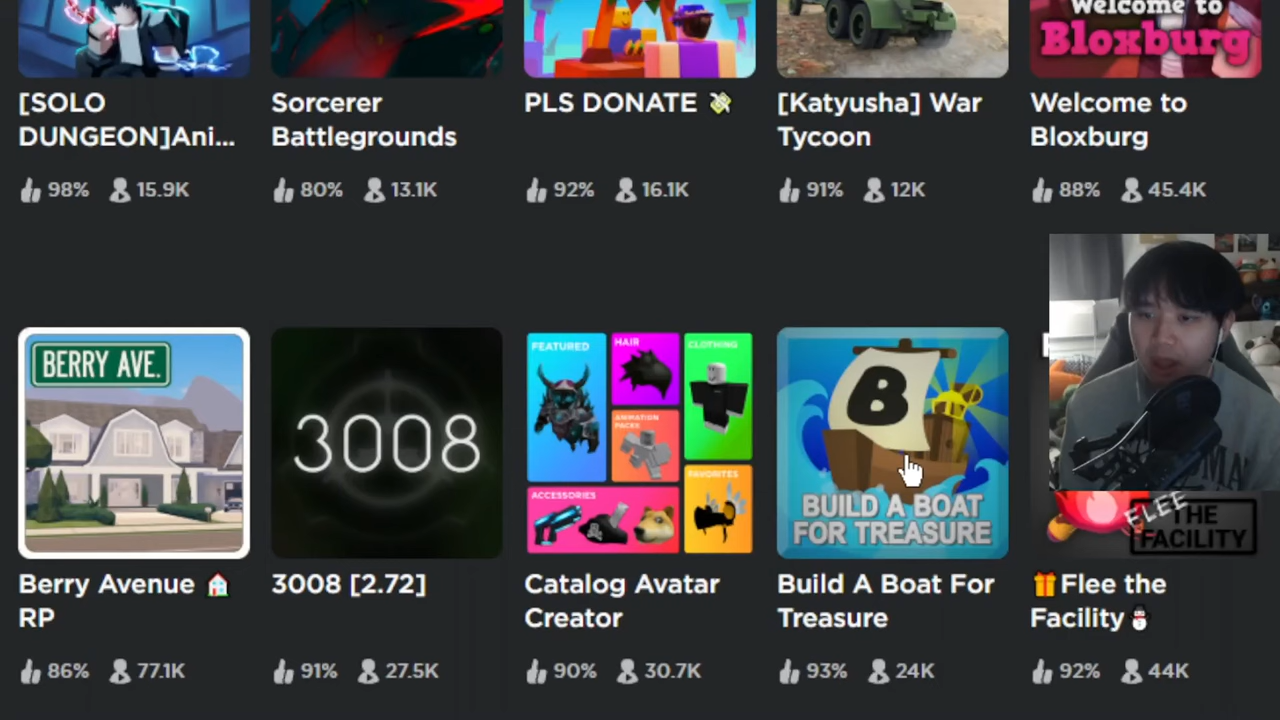 Welcome to
Bloxburg
[SOLO
DUNGEON]Ani...
Sorcerer
Battlegrounds
PLS DONATE 💸
[Katyusha] War
Tycoon
Welcome to
Bloxburg
98% 15.9K
80% 13.1K
92% 16.1K
91% 12K
88% 45.4K
BERRY AVE.
3008
FEATURED
HAIR
CLOTHING
ANIMATION
PACKS
FAVORITES
ACCESSORIES
B
BUILD A BOAT
FOR TREASURE
FLEE
THE
FACILITY
Berry Avenue 🏠
RP
3008 [2.72]
Catalog Avatar
Creator
Build A Boat For
Treasure
🎁Flee the
Facility⛄
86% 77.1K
91% 27.5K
90% 30.7K
93% 24K
92% 44K